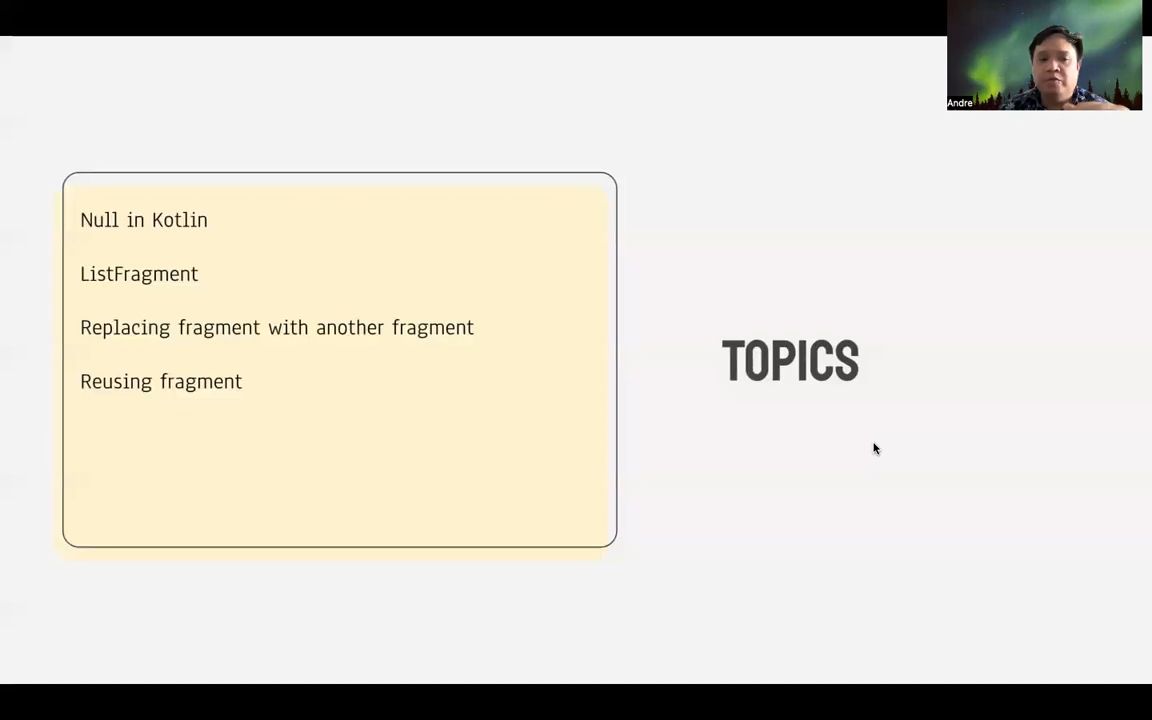 Andre
Null in Kotlin
ListFragment
Replacing fragment with another fragment
Reusing fragment
TOPICS